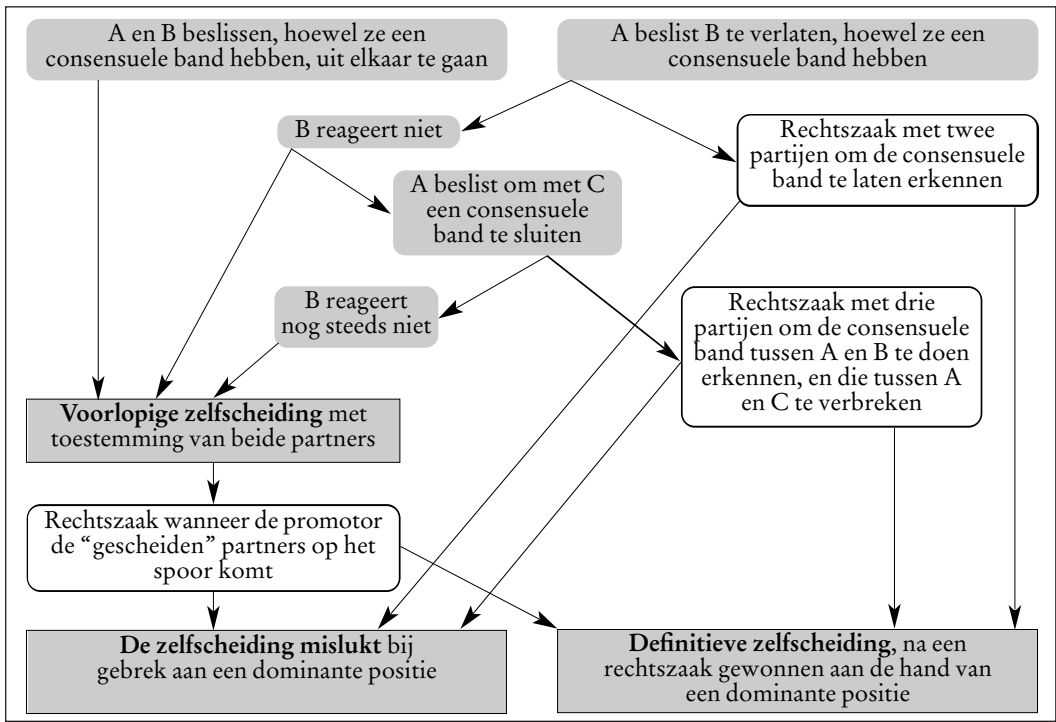 A en B beslissen, hoewel ze een
consensuele band hebben, uit elkaar te gaan
A beslist B te verlaten, hoewel ze een
consensuele band hebben
B reageert niet
Rechtszaak met twee
partijen om de consensuele
band te laten erkennen
A beslist om met C
een consensuele
band te sluiten
B reageert
nog steeds niet
Rechtszaak met drie
partijen om de consensuele
band tussen A en B te doen
erkennen, en die tussen A
en C te verbreken
Voorlopige zelfscheiding met
toestemming van beide partners
Rechtszaak wanneer de promotor
de “gescheiden” partners op het
spoor komt
De zelfscheiding mislukt bij
gebrek aan een dominante positie
Definitieve zelfscheiding, na een
rechtszaak gewonnen aan de hand van
een dominante positie